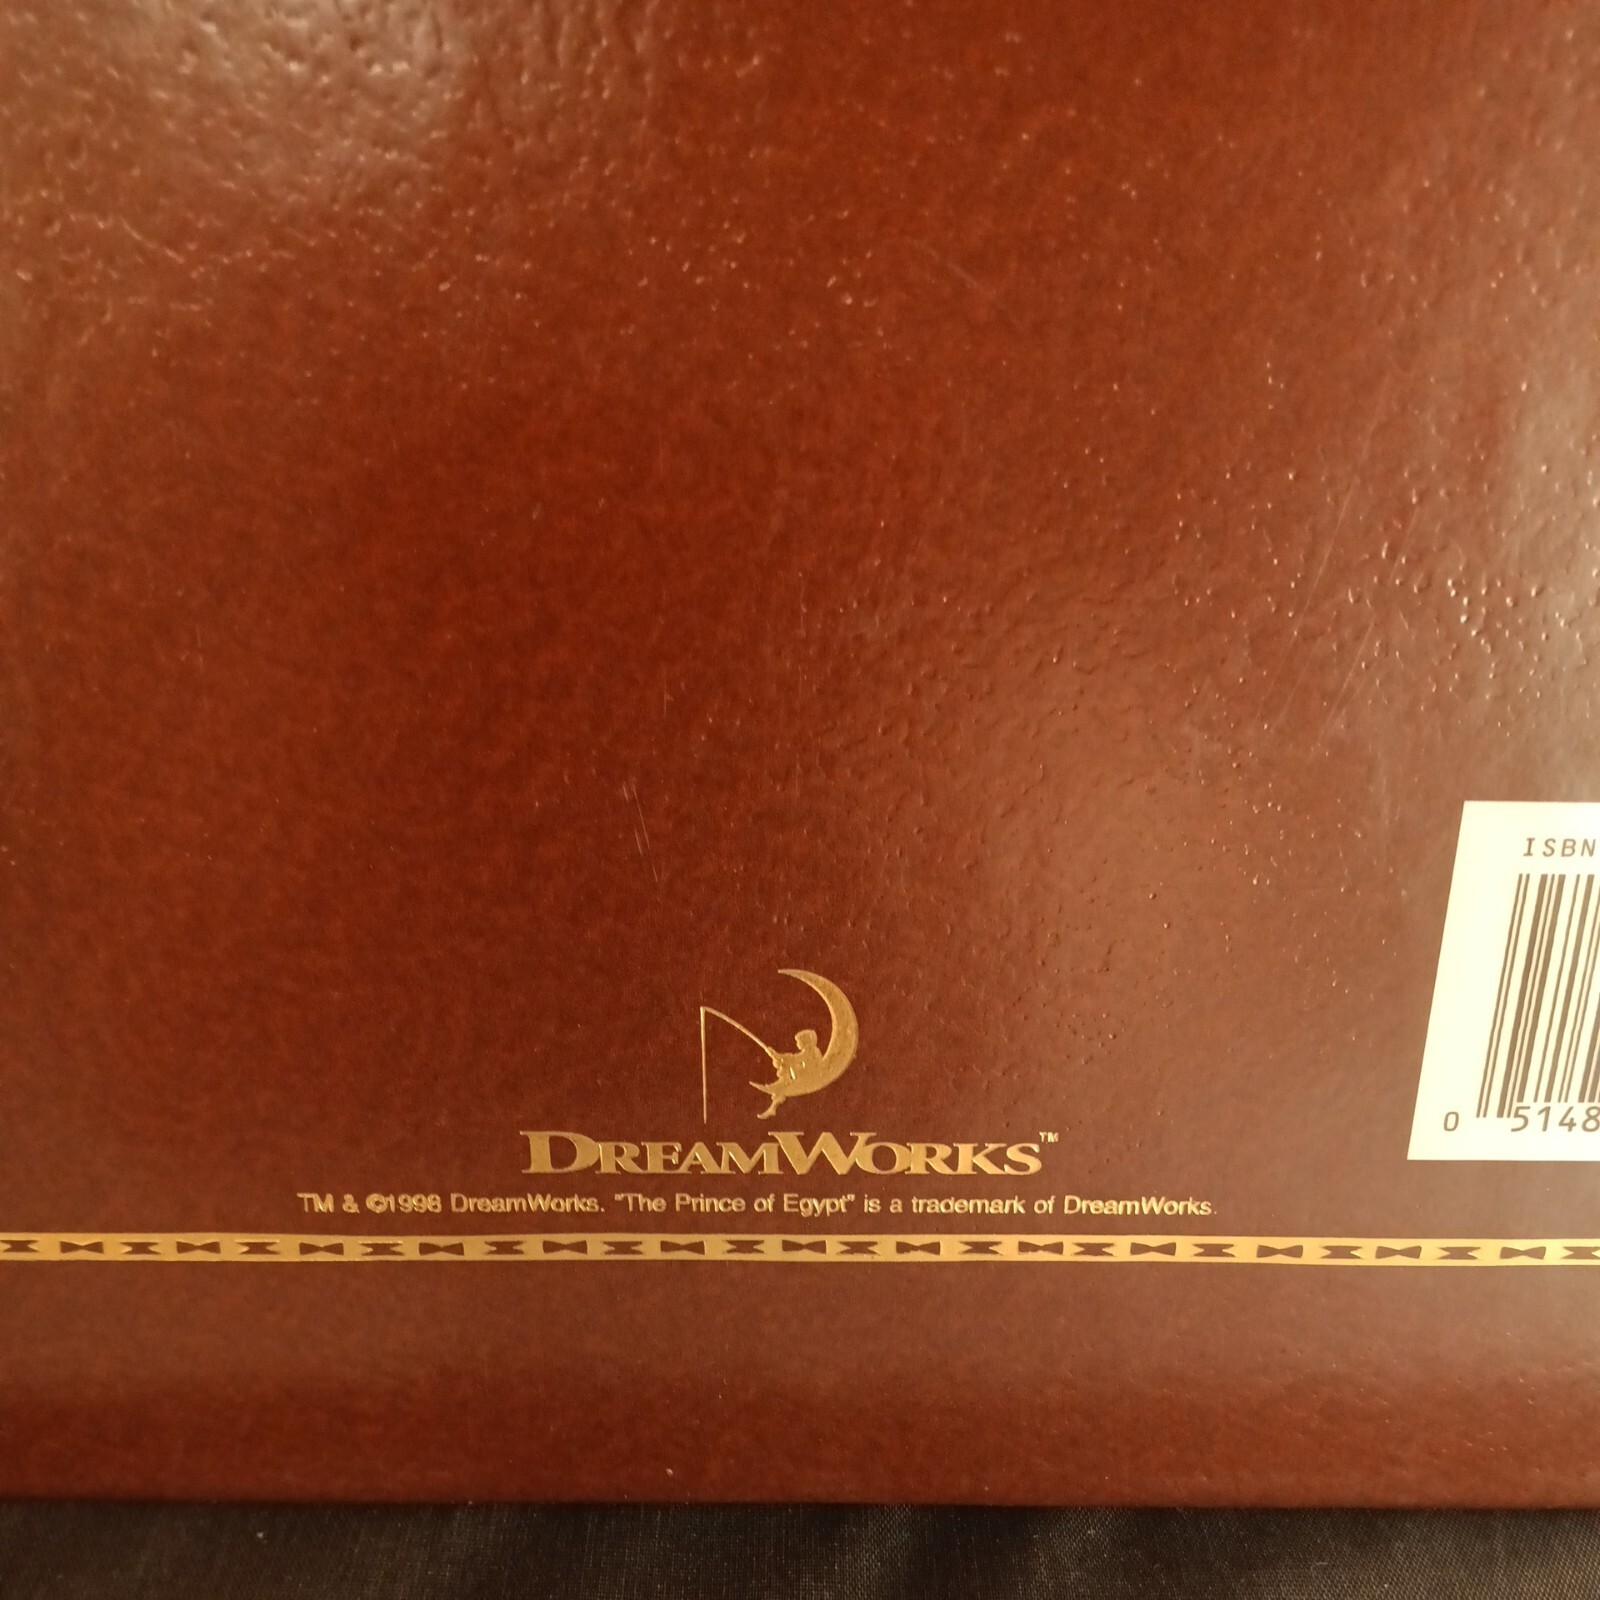 ISBN
0 5148
DREAMWORKS™
TM & ©1998 DreamWorks. "The Prince of Egypt" is a trademark of DreamWorks.